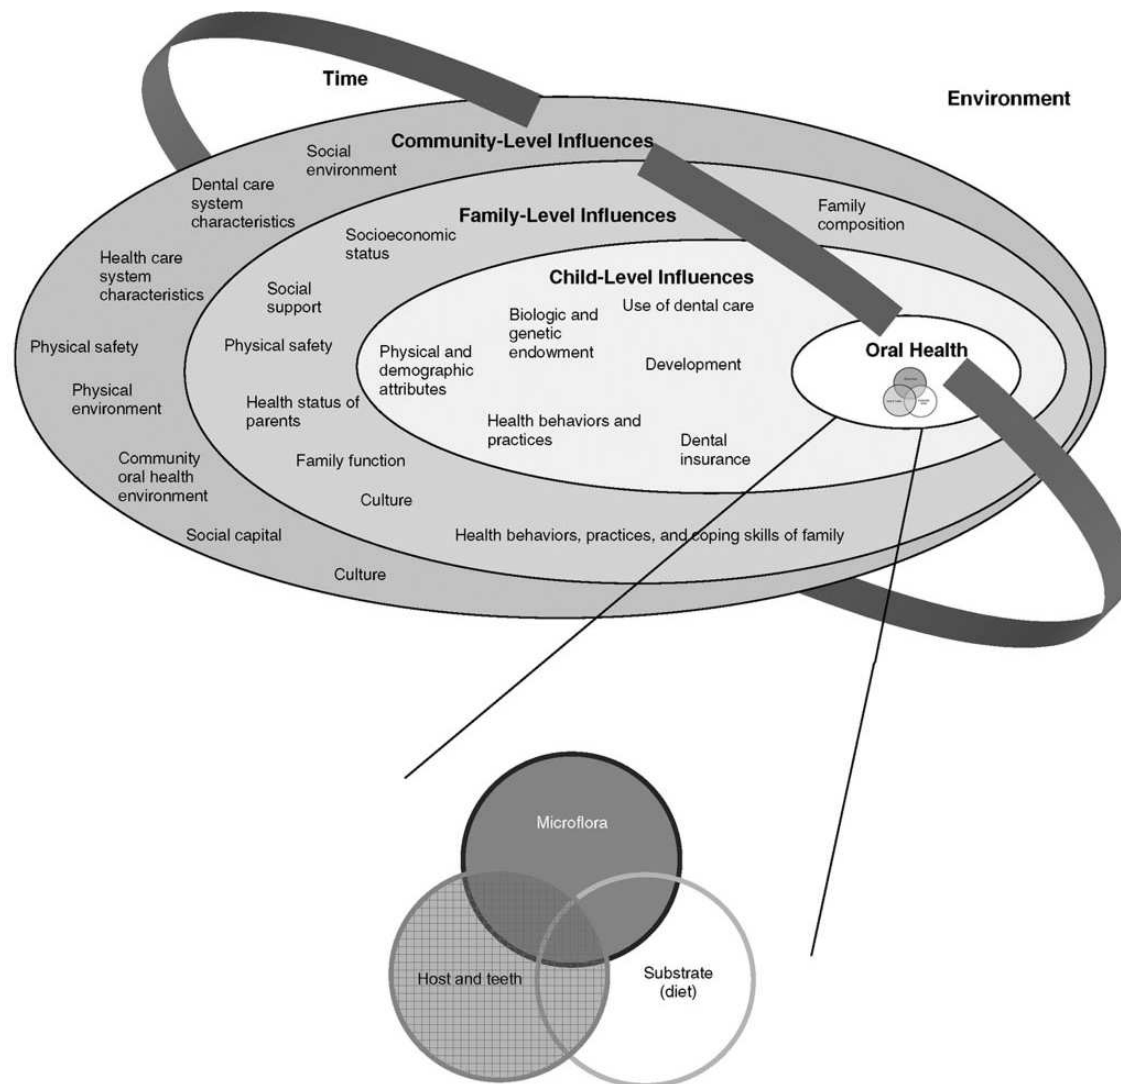 Time
Environment
Community-Level Influences
Social
environment
Dental care
system
characteristics
Family-Level Influences
Family
composition
Socioeconomic
status
Health care
system
characteristics
Child-Level Influences
Social
support
Use of dental care
Biologic and
genetic
endowment
Physical safety
Physical safety
Physical and
demographic
attributes
Development
Oral Health
Physical
environment
Health status of
parents
Health behaviors and
practices
Dental
insurance
Community
oral health
environment
Family function
Culture
Social capital
Health behaviors, practices, and coping skills of family
Culture
Microflora
Host and teeth
Substrate
(diet)